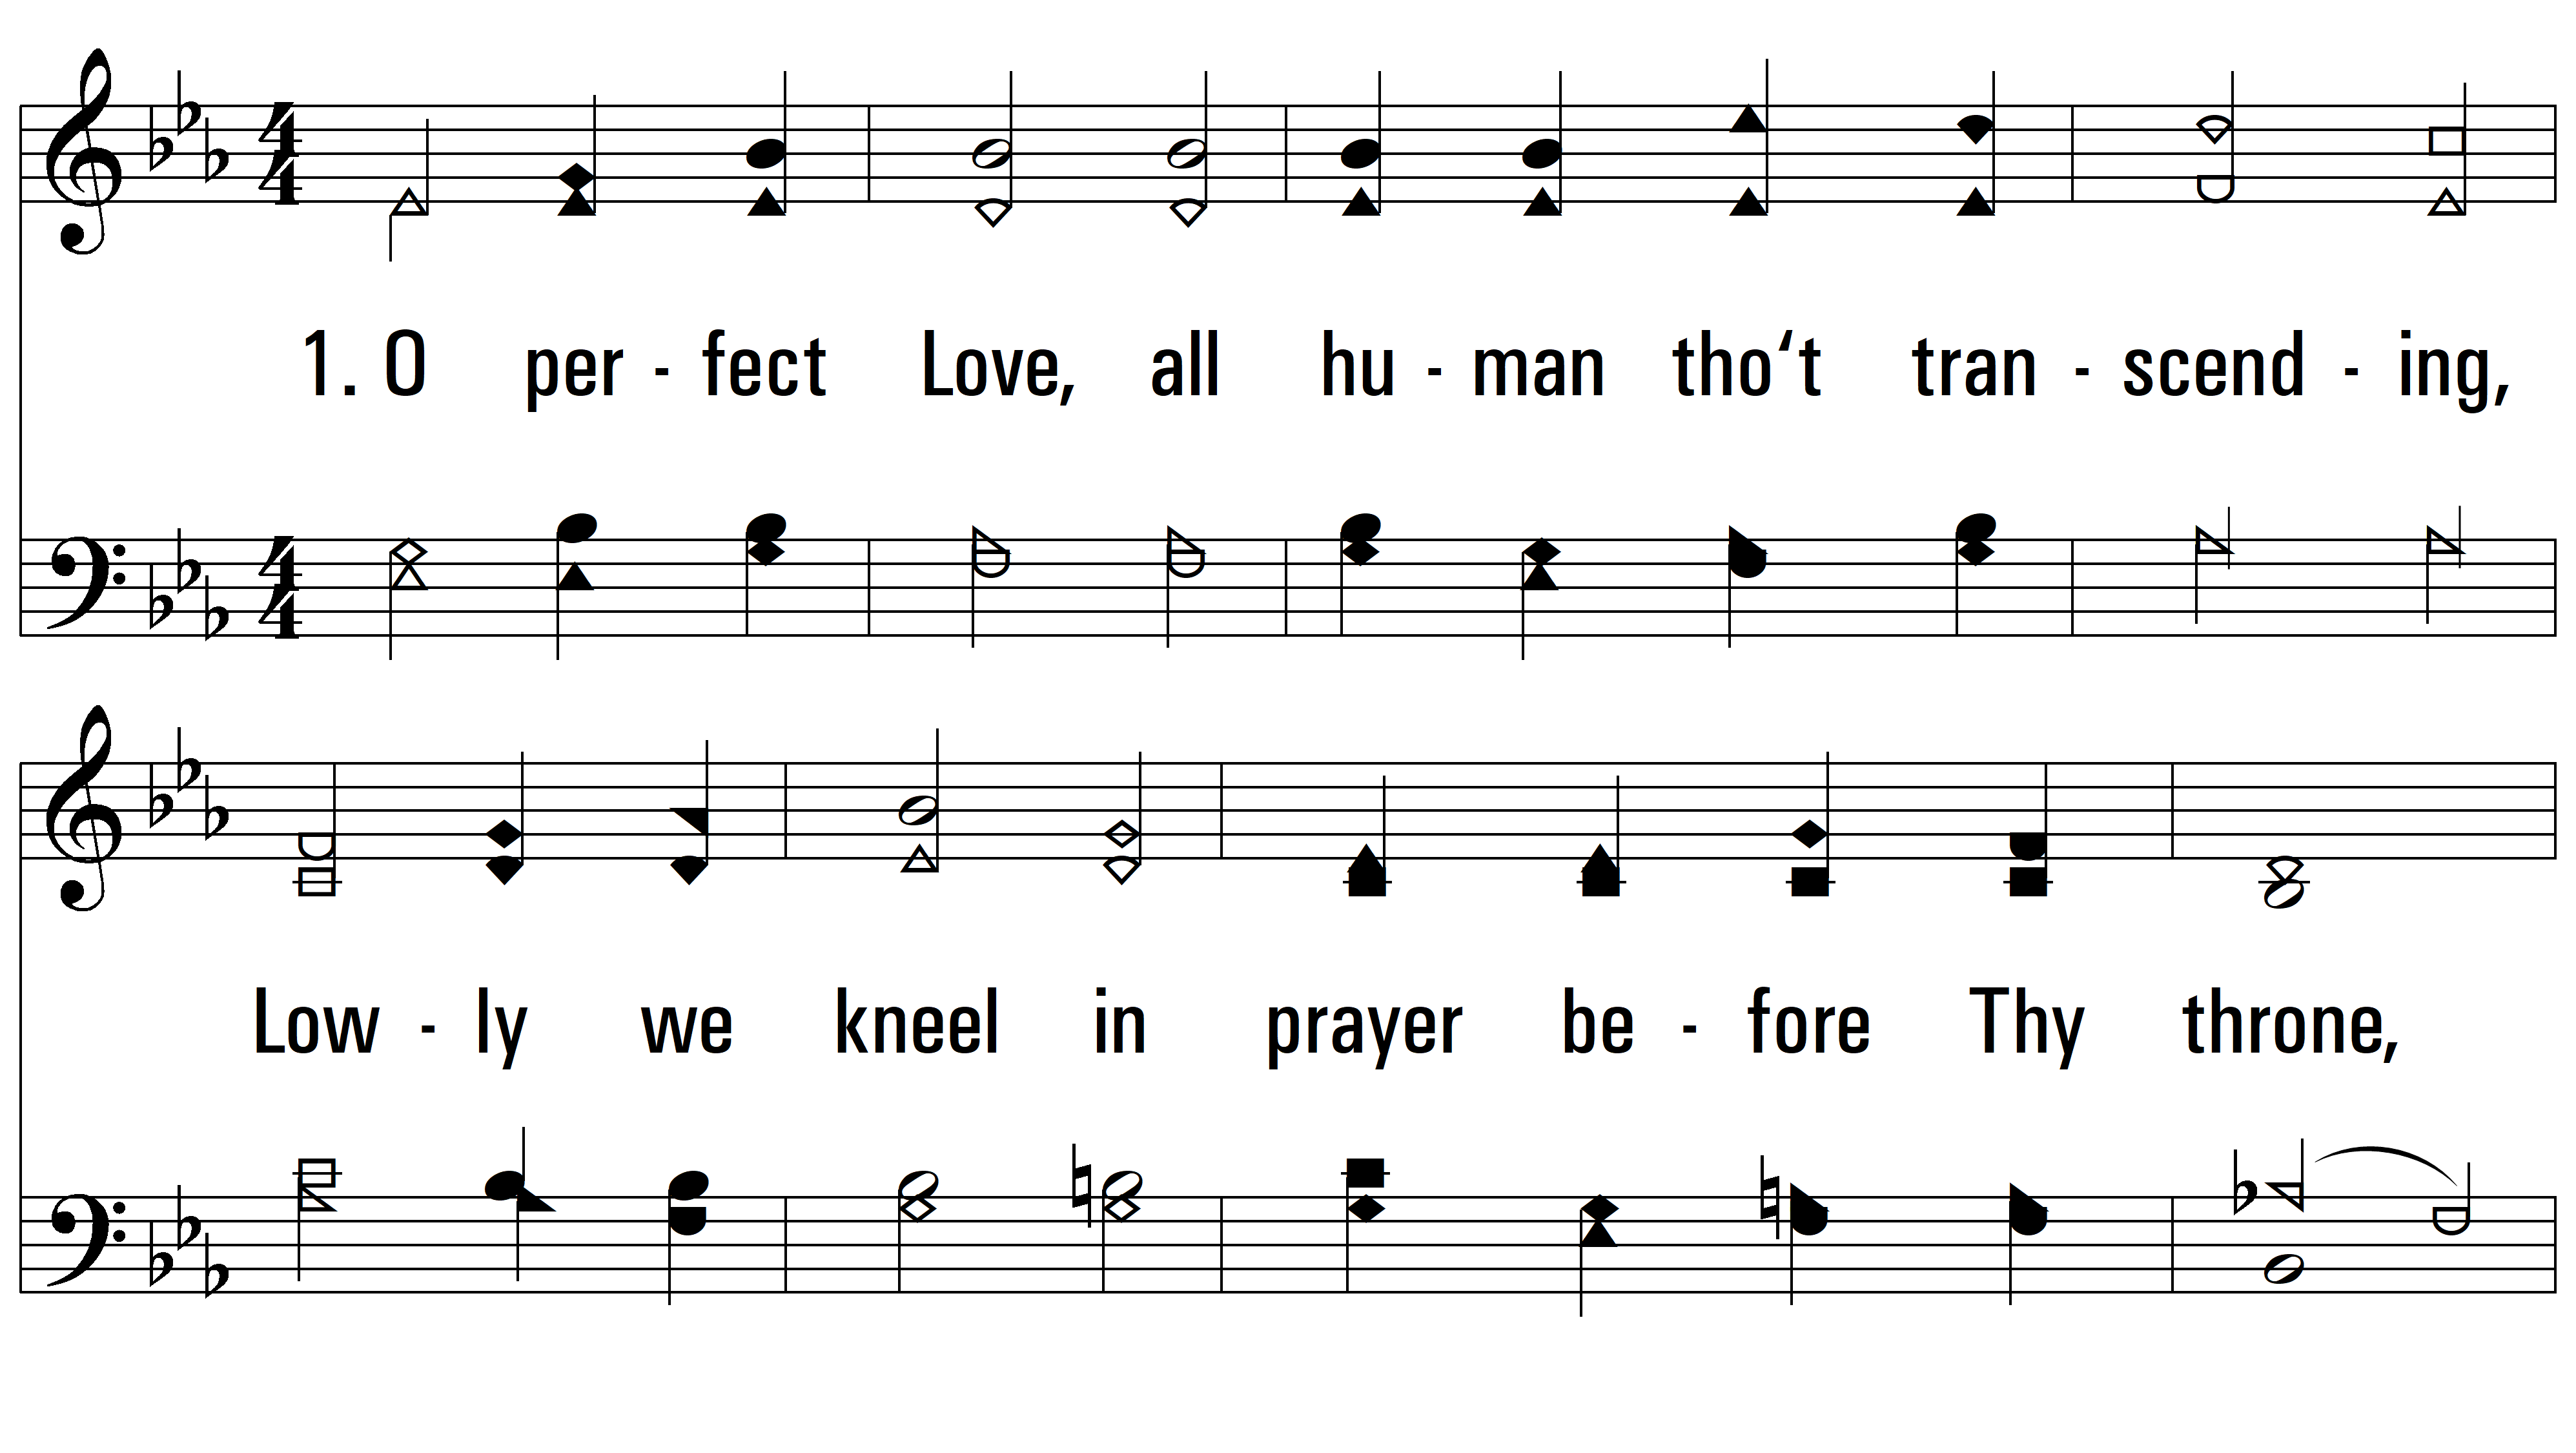 1. O per - fect Love, all hu - man tho‘t tran - scend - ing,
Low - ly we kneel in prayer be - fore Thy throne,